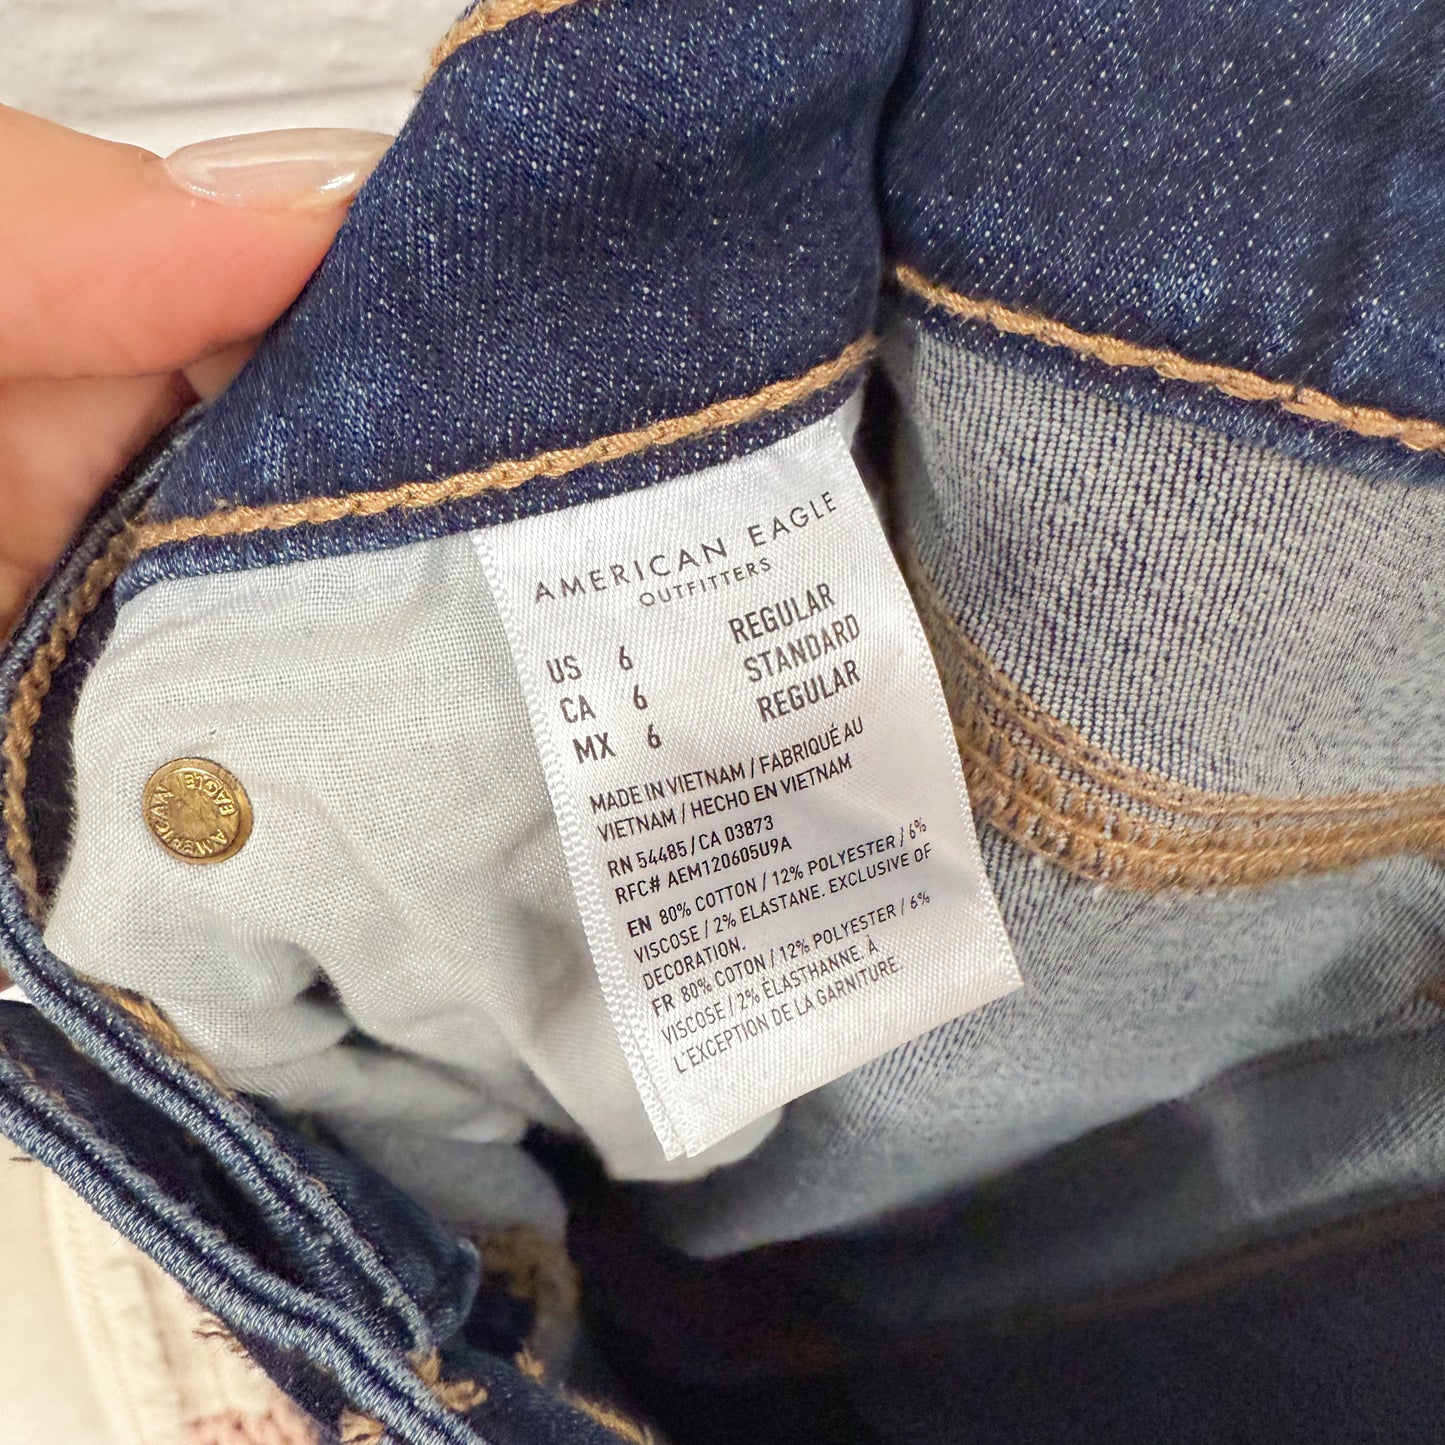 AMERICAN EAGLE
OUTFITTERS
US 6 REGULAR
CA 6 STANDARD
MX 6 REGULAR
MADE IN VIETNAM / FABRIQUÉ AU
VIETNAM / HECHO EN VIETNAM
RN 54485 / CA 03873
RFC# AEM120605U9A
EN 80% COTTON / 12% POLYESTER / 6%
VISCOSE / 2% ELASTANE. EXCLUSIVE OF
DECORATION.
FR 80% COTON / 12% POLYESTER / 6%
VISCOSE / 2% ÉLASTHANNE. À
L'EXCEPTION DE LA GARNITURE.
AMERICAN EAGLE